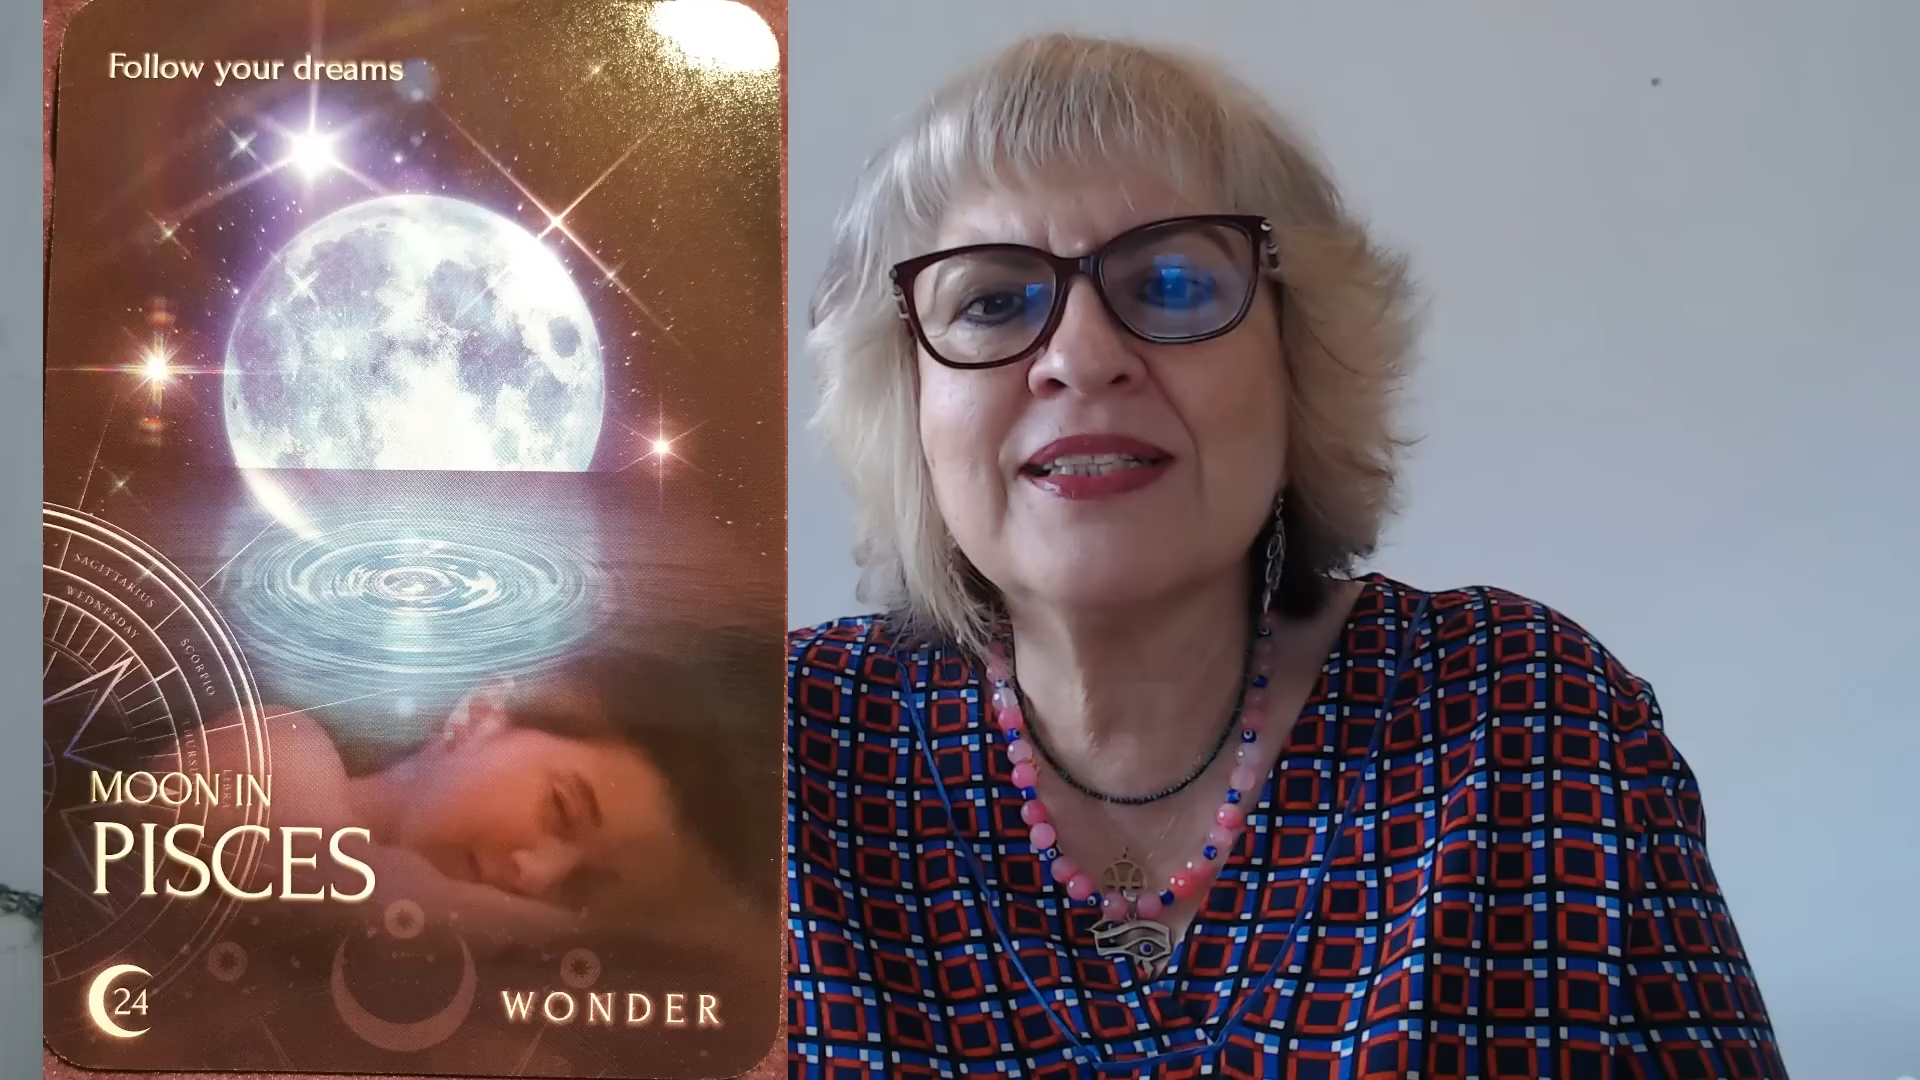 Follow your dreams
SAGITTARIUS
WEDNESDAY
SCORPIO
LIBRA
MOON IN
PISCES
24
WONDER